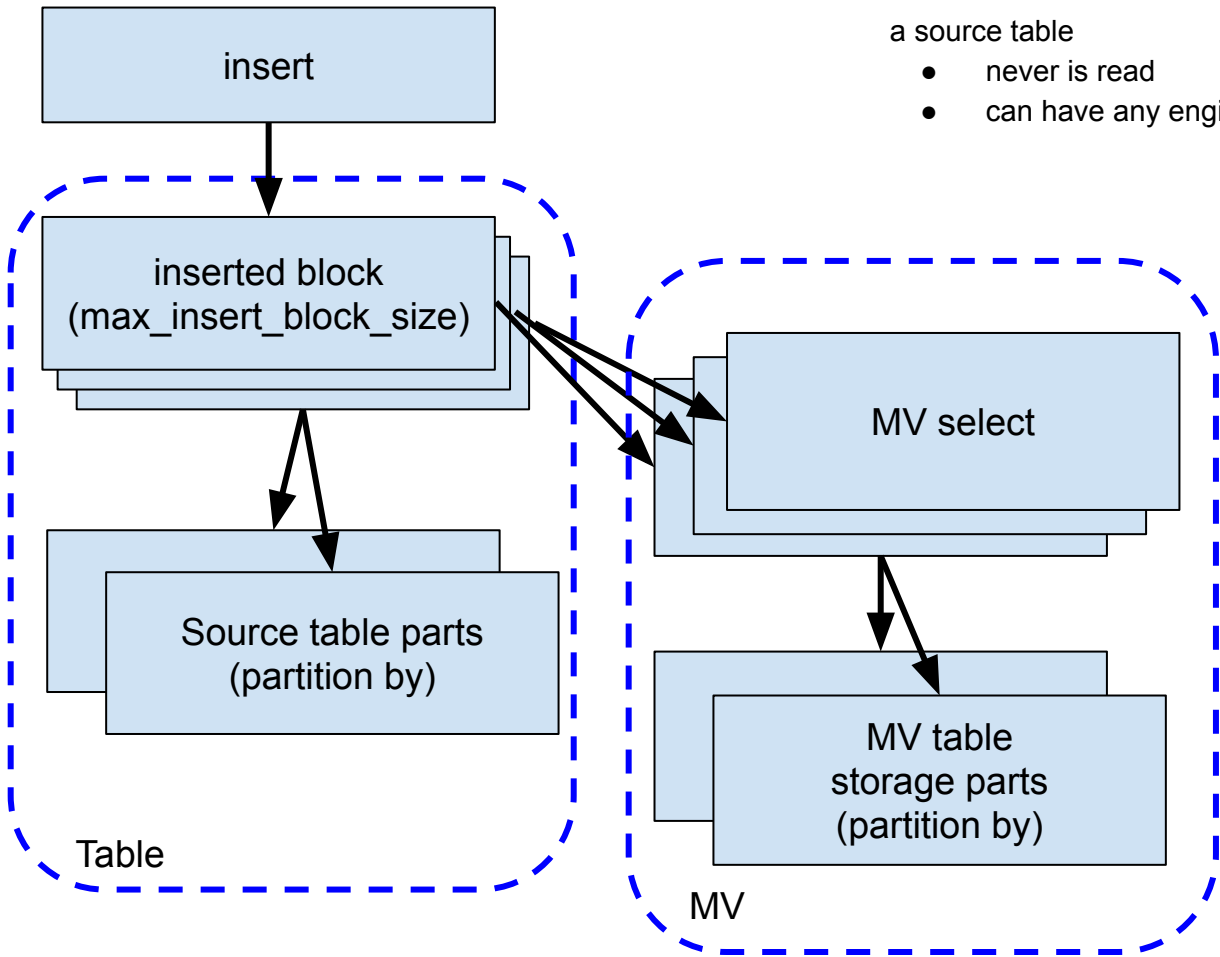 insert
a source table
● never is read
● can have any engi
inserted block
(max_insert_block_size)
MV select
Source table parts
(partition by)
MV table
storage parts
(partition by)
Table
MV